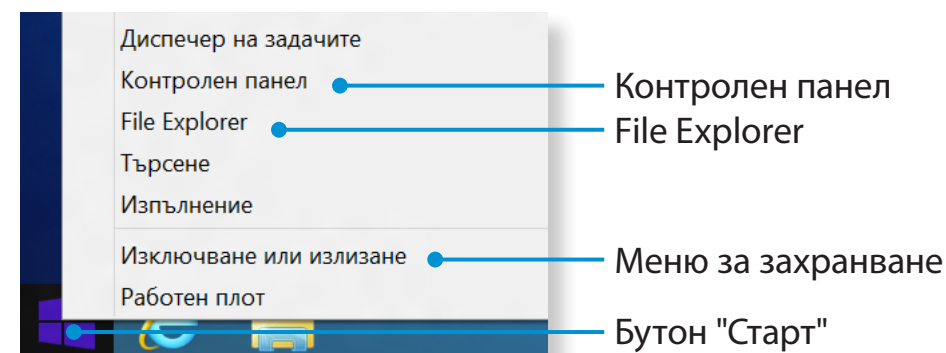 Диспечер на задачите
Контролен панел
File Explorer
Търсене
Изпълнение
Изключване или излизане
Работен плот
Контролен панел
File Explorer
Меню за захранване
Бутон "Старт"